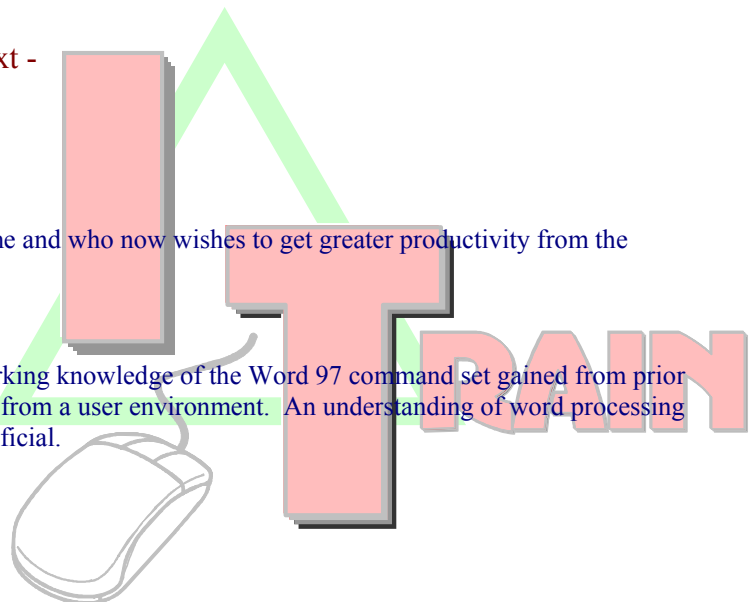 xt -
ne and who now wishes to get greater productivity from the
I T RAIN
rking knowledge of the Word 97 command set gained from prior
from a user environment. An understanding of word processing
ficial.